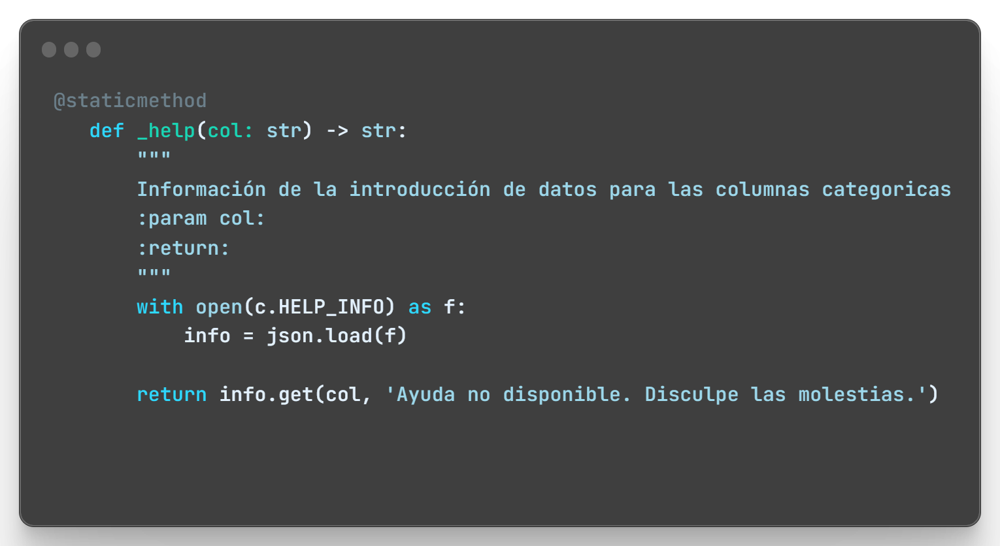 @staticmethod
def _help(col: str) -> str:
"""
Información de la introducción de datos para las columnas categoricas
:param col:
:return:
"""
with open(c.HELP_INFO) as f:
info = json.load(f)
return info.get(col, 'Ayuda no disponible. Disculpe las molestias.')